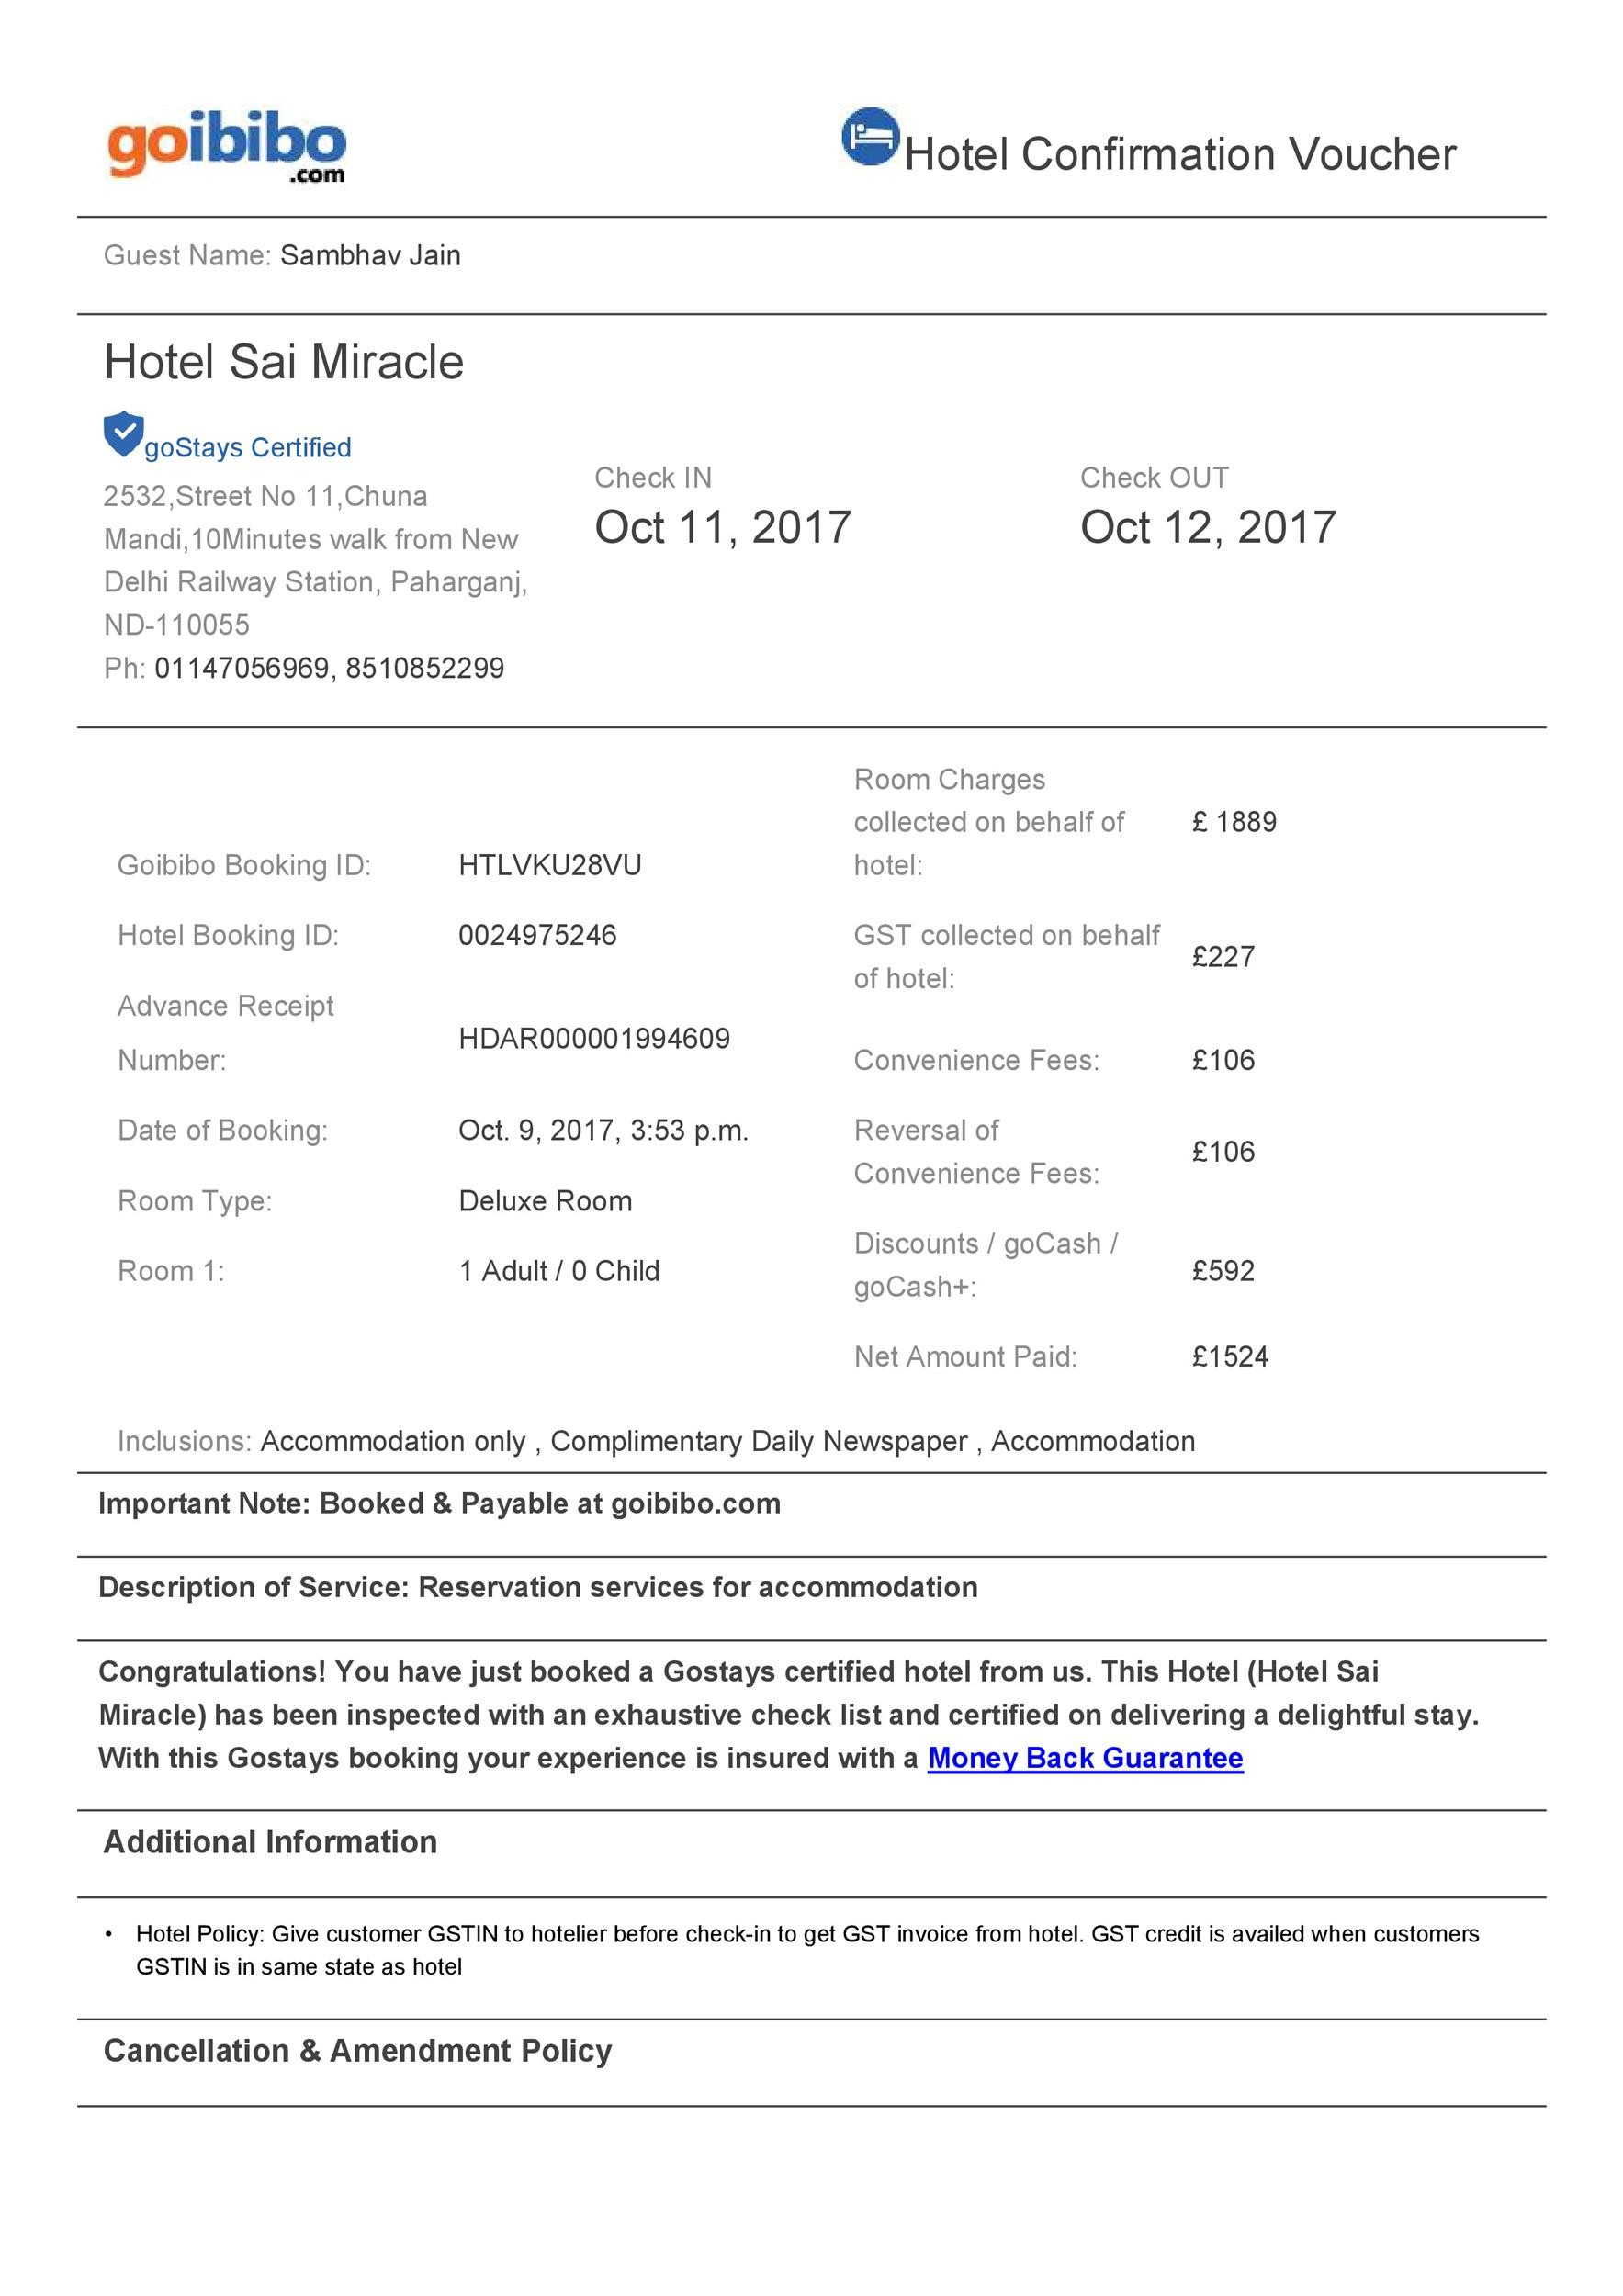 goibibo
.com
Hotel Confirmation Voucher
Guest Name: Sambhav Jain
Hotel Sai Miracle
goStays Certified
2532,Street No 11,Chuna
Mandi,10Minutes walk from New
Delhi Railway Station, Paharganj,
ND-110055
Ph: 01147056969, 8510852299
Check IN
Oct 11, 2017
Check OUT
Oct 12, 2017
Goibibo Booking ID: HTLVKU28VU
Hotel Booking ID: 0024975246
Advance Receipt
Number:
HDAR000001994609
Date of Booking: Oct. 9, 2017, 3:53 p.m.
Room Type: Deluxe Room
Room 1: 1 Adult / 0 Child
Room Charges
collected on behalf of
hotel:
£ 1889
GST collected on behalf
of hotel:
£227
Convenience Fees: £106
Reversal of
Convenience Fees:
£106
Discounts / goCash /
goCash+:
£592
Net Amount Paid: £1524
Inclusions: Accommodation only , Complimentary Daily Newspaper , Accommodation
Important Note: Booked & Payable at goibibo.com
Description of Service: Reservation services for accommodation
Congratulations! You have just booked a Gostays certified hotel from us. This Hotel (Hotel Sai
Miracle) has been inspected with an exhaustive check list and certified on delivering a delightful stay.
With this Gostays booking your experience is insured with a Money Back Guarantee
Additional Information
• Hotel Policy: Give customer GSTIN to hotelier before check-in to get GST invoice from hotel. GST credit is availed when customers
GSTIN is in same state as hotel
Cancellation & Amendment Policy